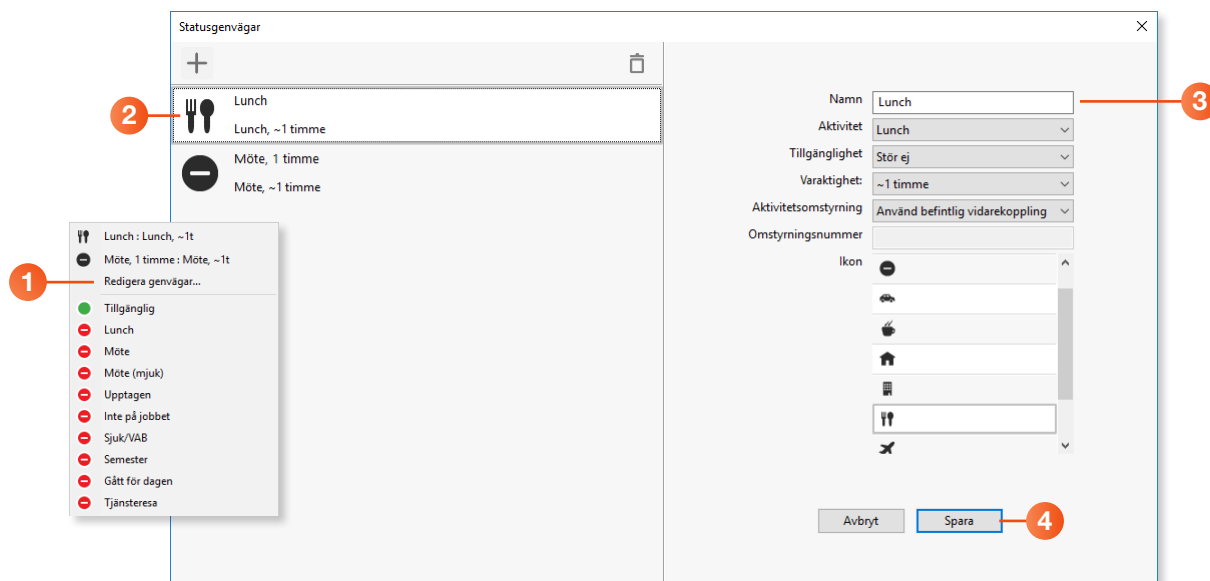 Statusgenvägar
2
Lunch
Lunch, ~1 timme
Möte, 1 timme
Möte, ~1 timme
1
Lunch : Lunch, ~1t
Möte, 1 timme : Möte, ~1t
Redigera genvägar...
Tillgänglig
Lunch
Möte
Möte (mjuk)
Upptagen
Inte på jobbet
Sjuk/VAB
Semester
Gått för dagen
Tjänsteresa
Namn Lunch
3
Aktivitet Lunch
Tillgänglighet Stör ej
Varaktighet: ~1 timme
Aktivitetsomstyrning Använd befintlig vidarekoppling
Omstyrningsnummer
Ikon
Avbryt Spara
4